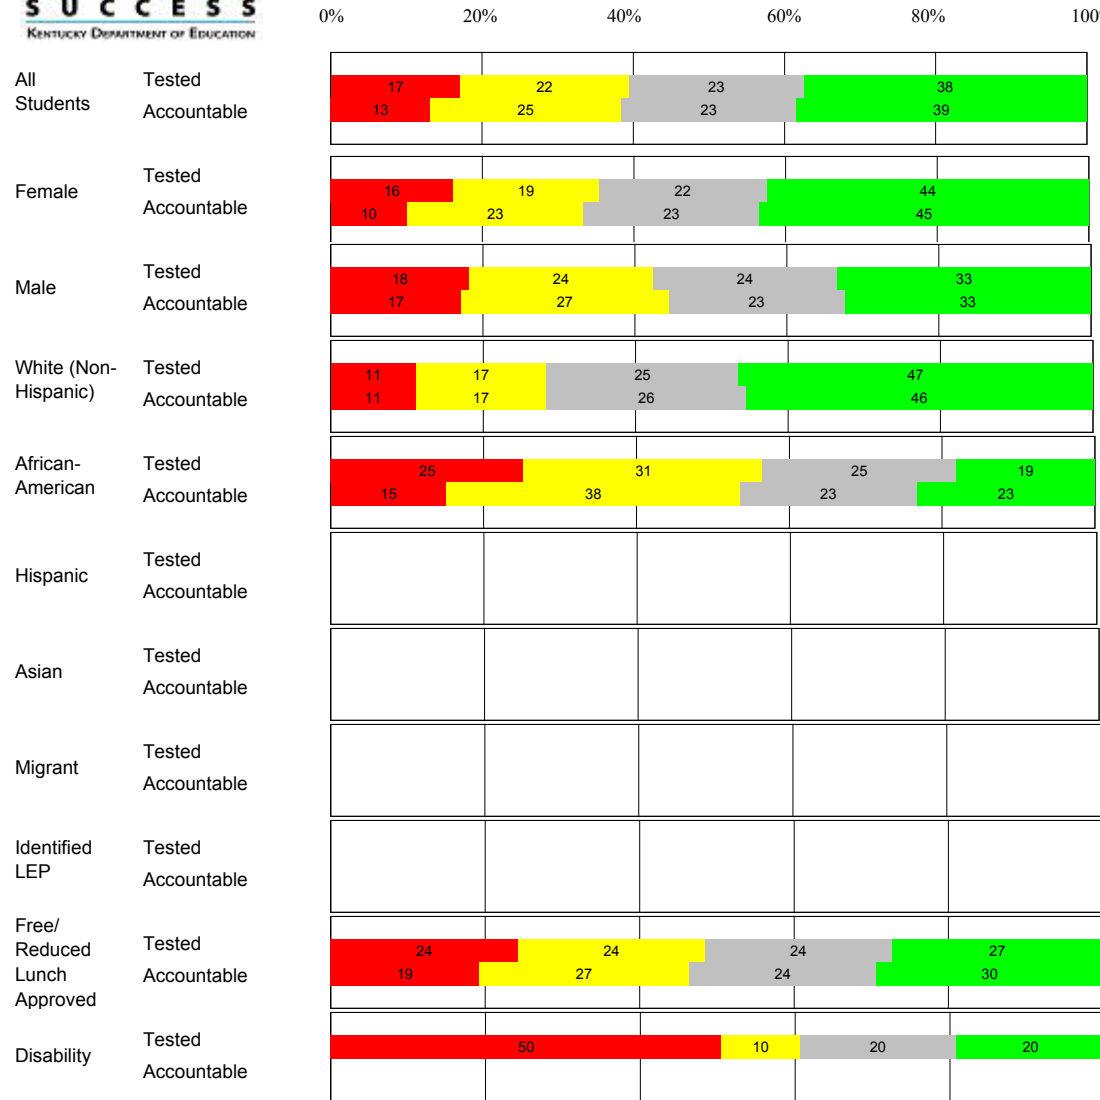 SUCCESS
KENTUCKY DEPARTMENT OF EDUCATION
0% 20% 40% 60% 80% 100%
All Students
Tested 17 22 23 38
Accountable 13 25 23 39
Female
Tested 16 19 22 44
Accountable 10 23 23 45
Male
Tested 18 24 24 33
Accountable 17 27 23 33
White (Non-
Hispanic)
Tested 11 17 25 47
Accountable 11 17 26 46
African-
American
Tested 25 31 25 19
Accountable 15 38 23 23
Hispanic
Tested
Accountable
Asian
Tested
Accountable
Migrant
Tested
Accountable
Identified
LEP
Tested
Accountable
Free/
Reduced
Lunch
Approved
Tested 24 24 24 27
Accountable 19 27 24 30
Disability
Tested 50 10 20 20
Accountable